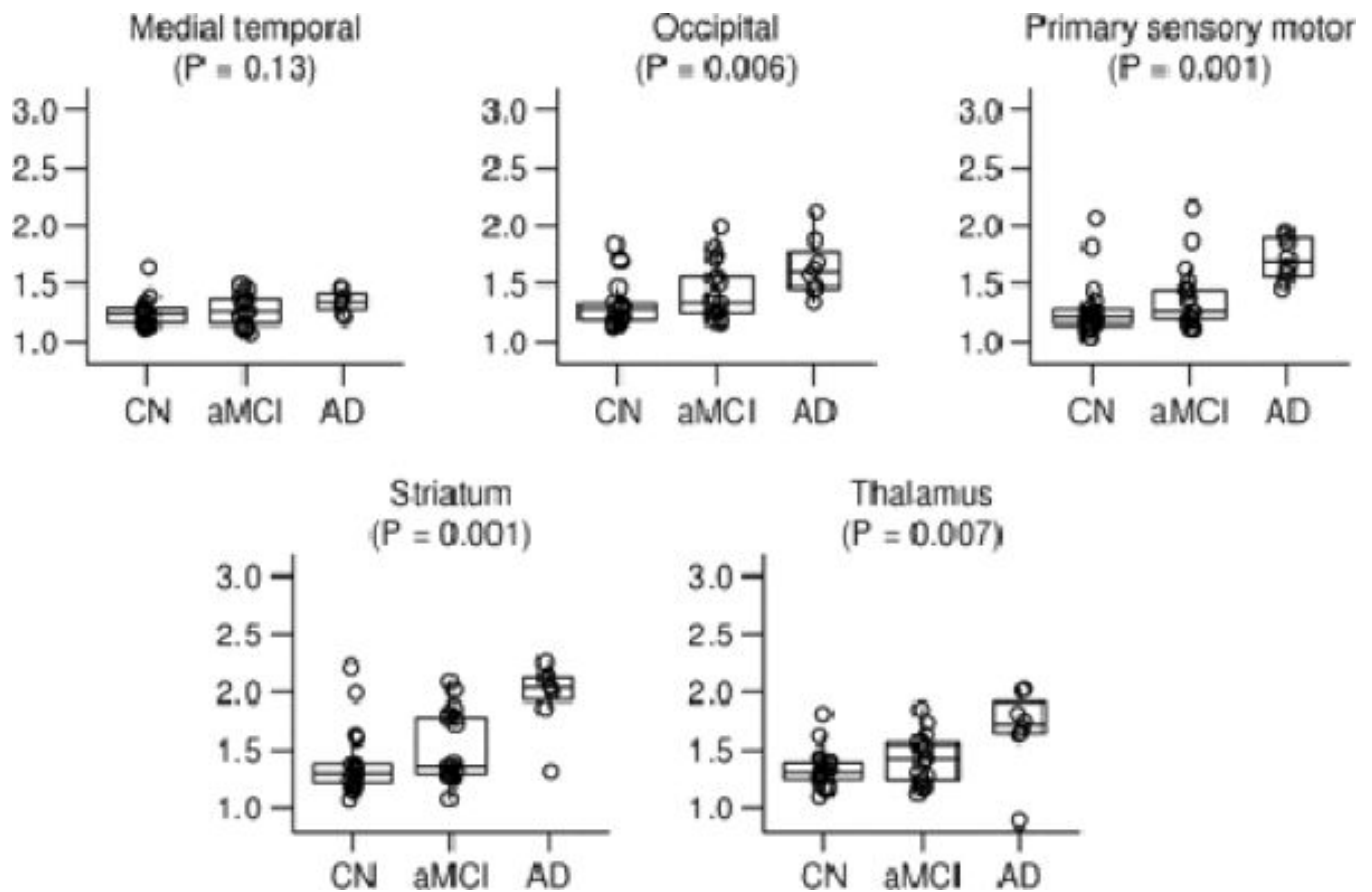 Medial temporal
(P = 0.13)
3.0
2.5
2.0
1.5
1.0
CN aMCI AD
Occipital
(P = 0.006)
3.0
2.5
2.0
1.5
1.0
CN aMCI AD
Primary sensory motor
(P = 0.001)
3.0
2.5
2.0
1.5
1.0
CN aMCI AD
Striatum
(P = 0.001)
3.0
2.5
2.0
1.5
1.0
CN aMCI AD
Thalamus
(P = 0.007)
3.0
2.5
2.0
1.5
1.0
CN aMCI AD